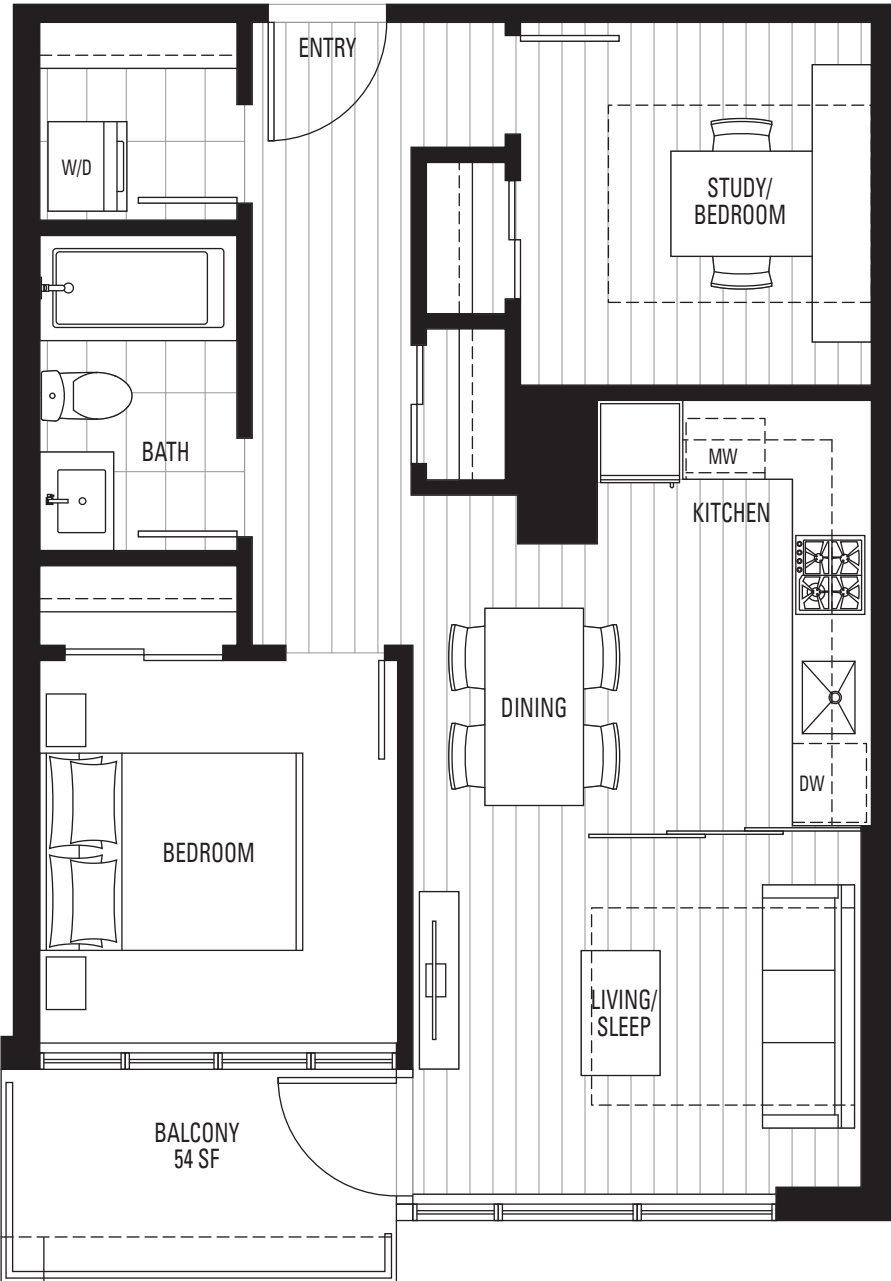 ENTRY
W/D
STUDY/
BEDROOM
BATH
MW
KITCHEN
DINING
DW
BEDROOM
LIVING/
SLEEP
BALCONY
54 SF